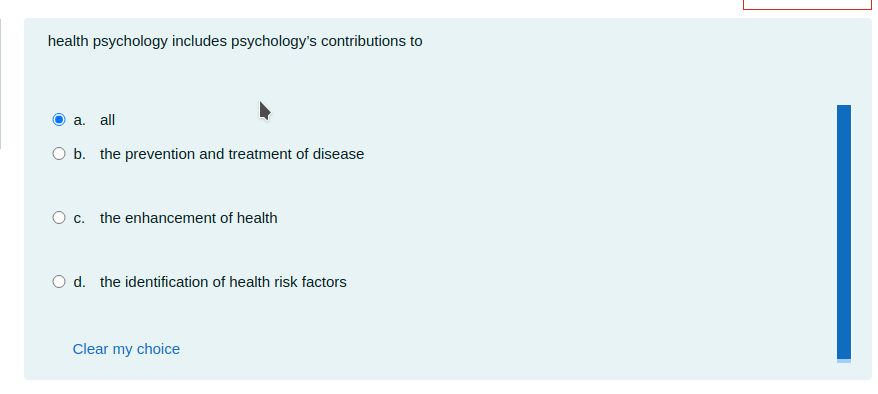 health psychology includes psychology's contributions to
a. all
b. the prevention and treatment of disease
c. the enhancement of health
d. the identification of health risk factors
Clear my choice